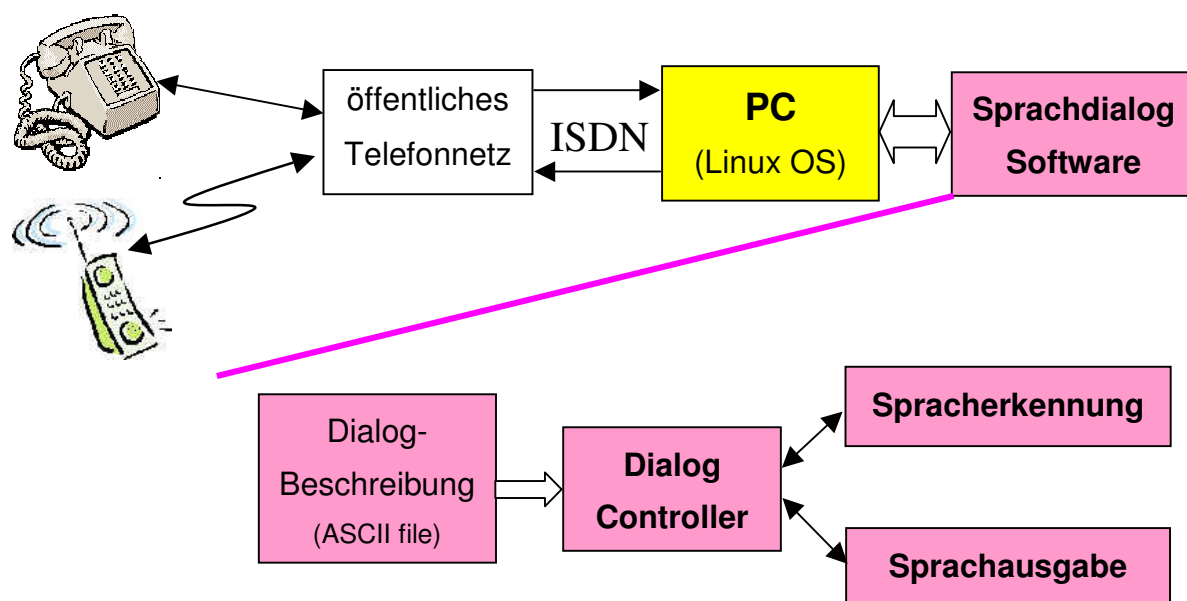 öffentliches
Telefonnetz
ISDN
PC
(Linux OS)
Sprachdialog
Software
Dialog-
Beschreibung
(ASCII file)
Dialog
Controller
Spracherkennung
Sprachausgabe